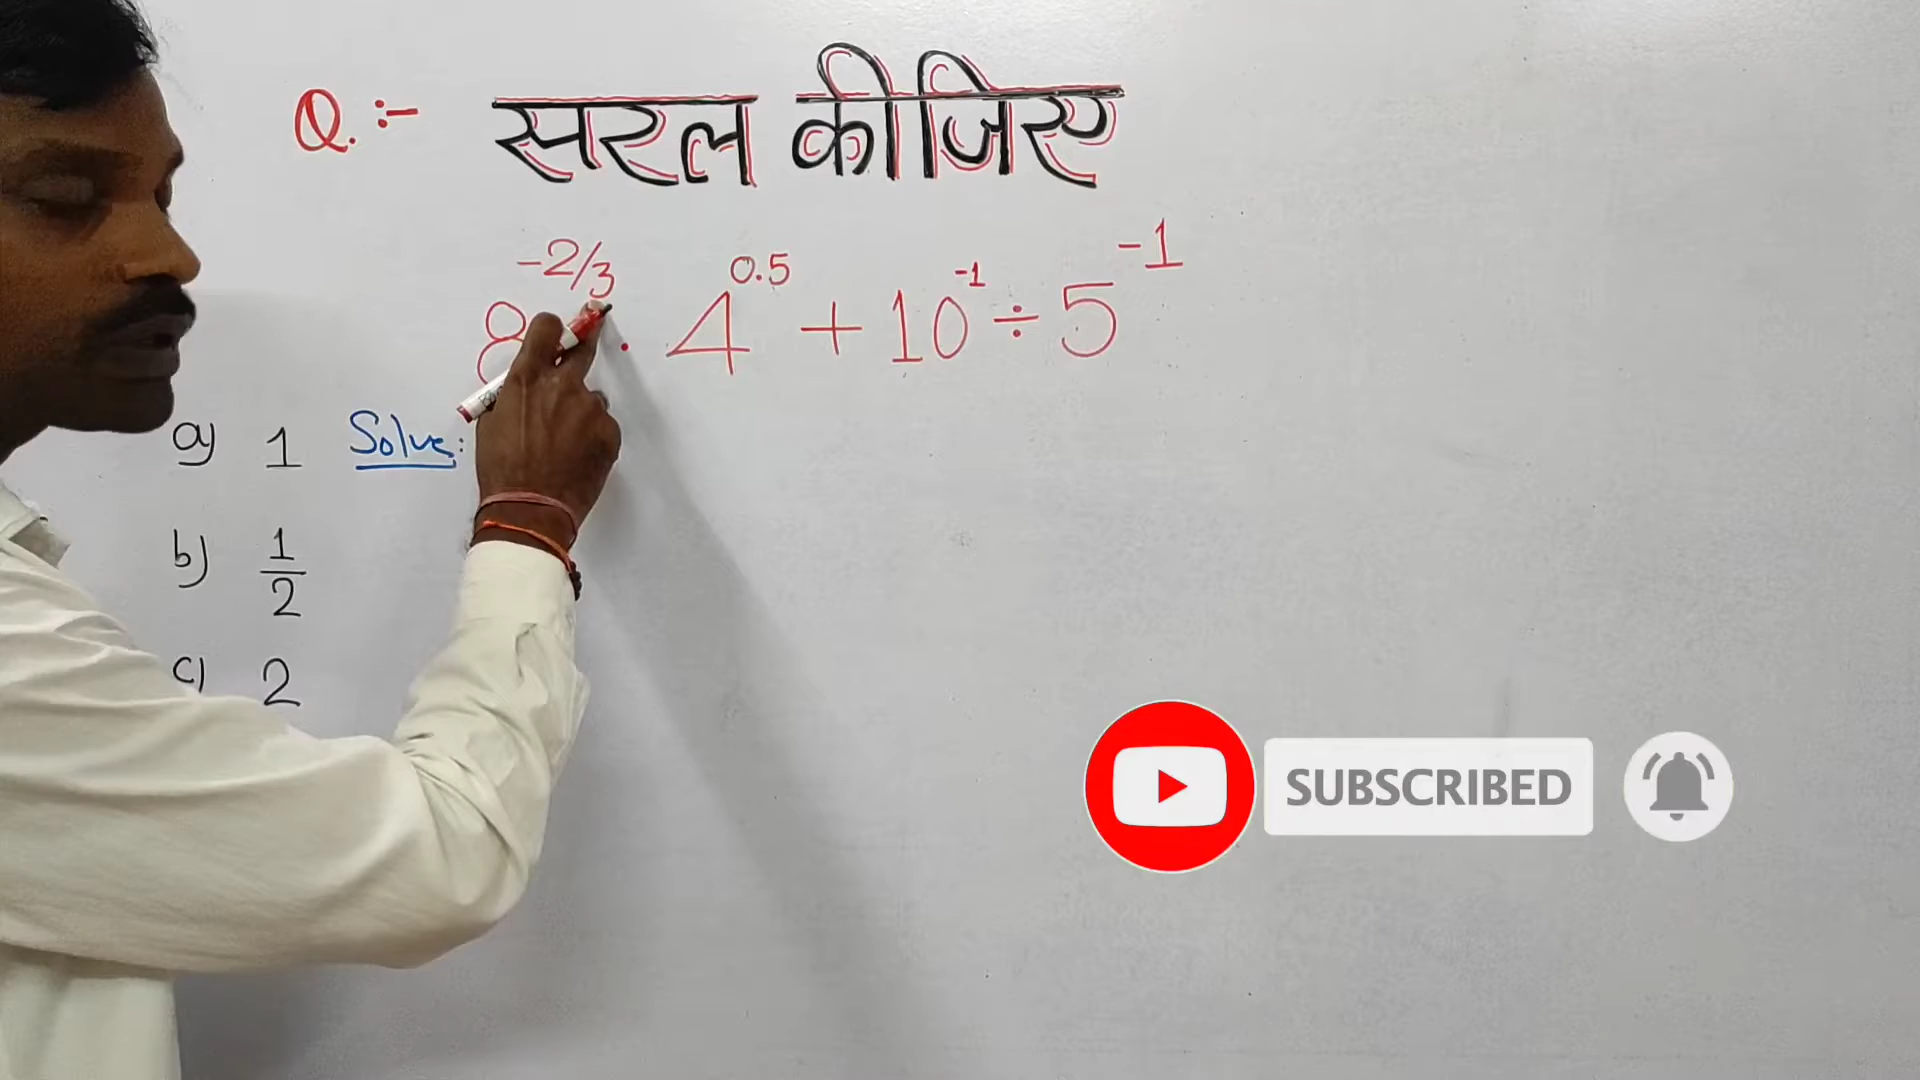 Q. :- सरल कीजिए
8^-2/3 . 4^0.5 + 10^-1 ÷ 5^-1
a) 1 Solve:
b) 1/2
c) 2
SUBSCRIBED